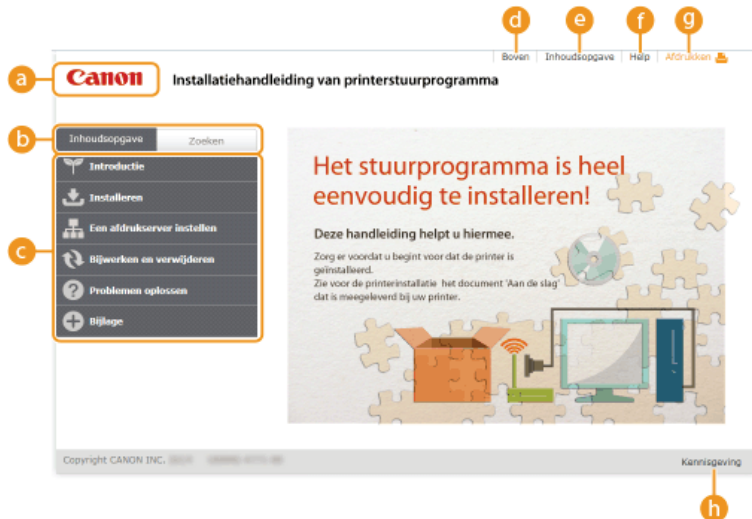 d e f g
Boven Inhoudsopgave Help Afdrukken
a Canon Installatiehandleiding van printerstuurprogramma
b Inhoudsopgave Zoeken
c
Introductie
Installeren
Een afdrukserver instellen
Bijwerken en verwijderen
Problemen oplossen
Bijlage
Het stuurprogramma is heel
eenvoudig te installeren!
Deze handleiding helpt u hiermee.
Zorg er voordat u begint voor dat de printer is
geïnstalleerd.
Zie voor de printerinstallatie het document 'Aan de slag'
dat is meegeleverd bij uw printer.
Copyright CANON INC.
Kennisgeving
h